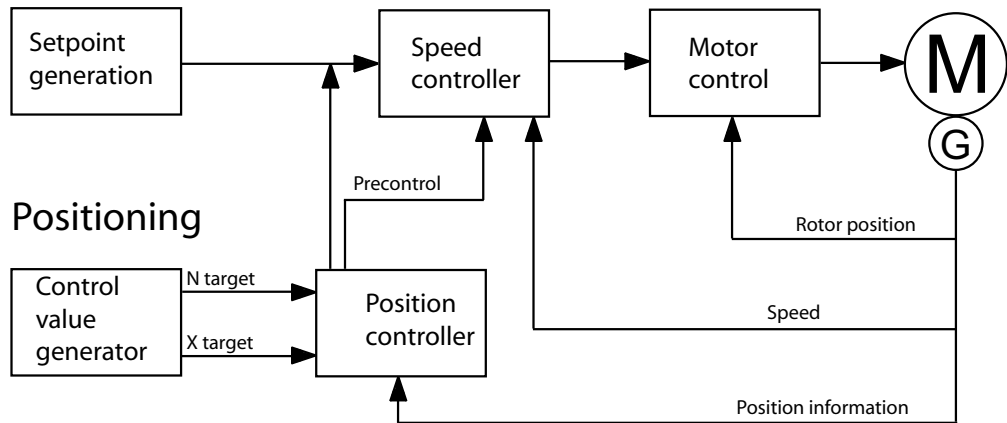 Setpoint
generation
Speed
controller
Motor
control
M
G
Precontrol
Rotor position
Positioning
Control
value
generator
N target
X target
Position
controller
Speed
Position information